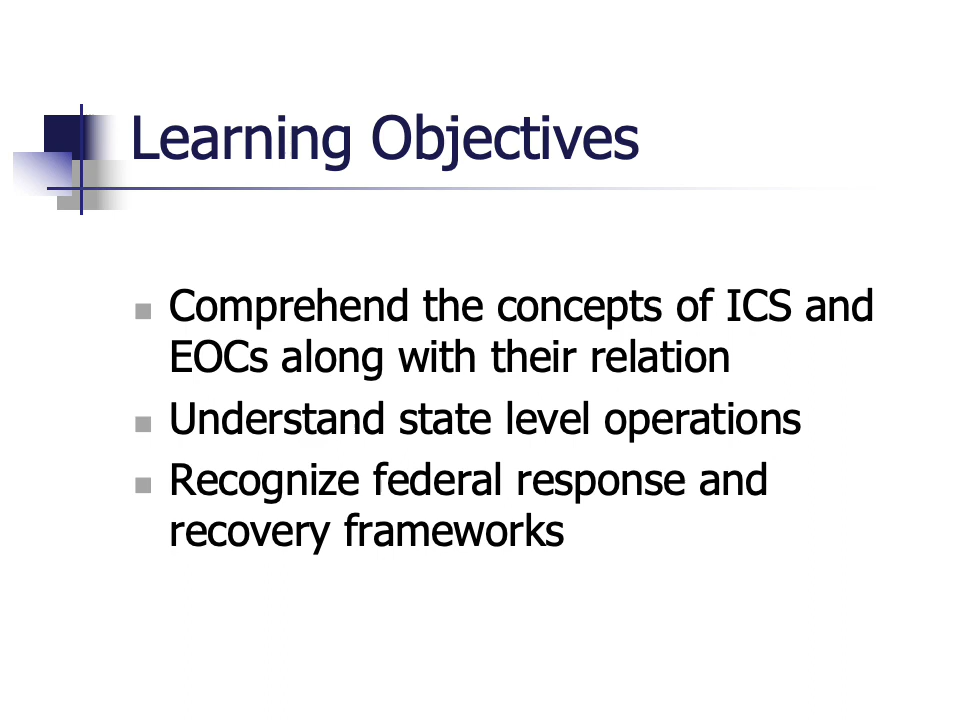 Learning Objectives
Comprehend the concepts of ICS and
EOCs along with their relation
Understand state level operations
Recognize federal response and
recovery frameworks